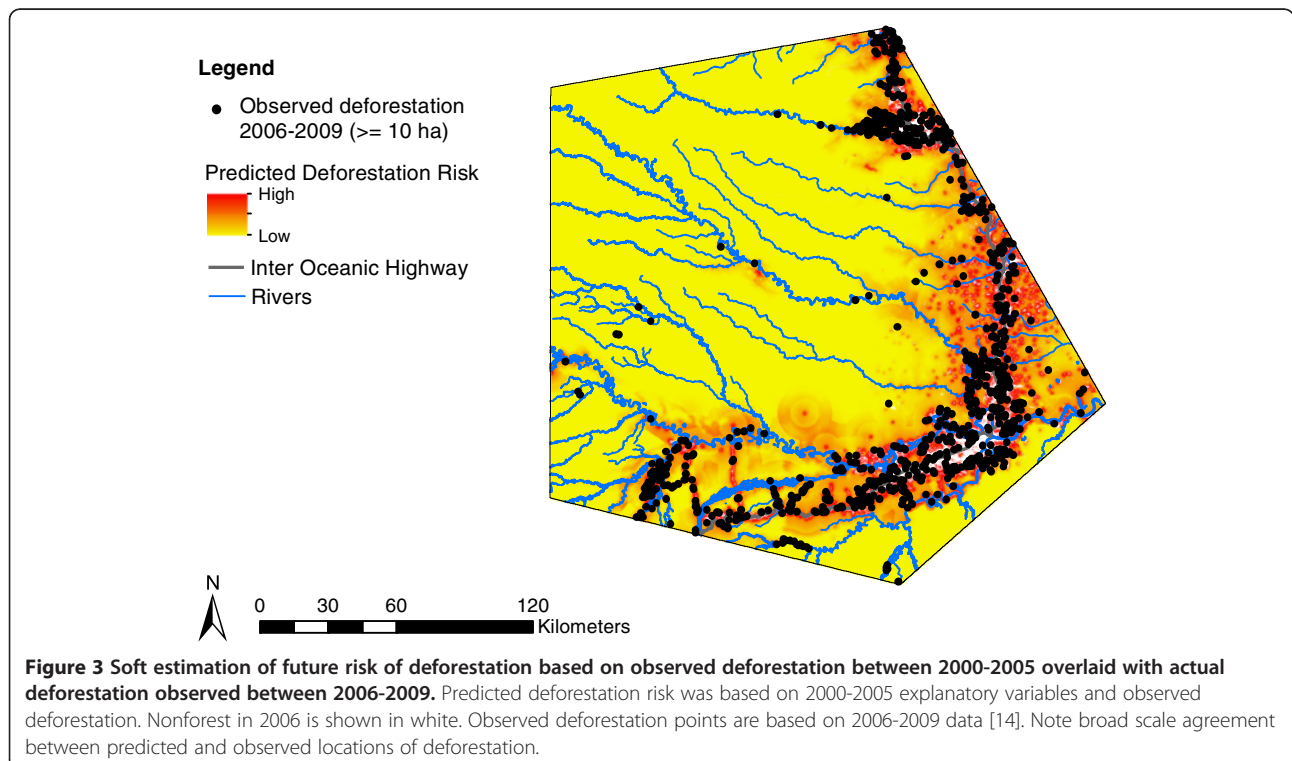 Legend
Observed deforestation
2006-2009 (>= 10 ha)
Predicted Deforestation Risk
High
Low
Inter Oceanic Highway
Rivers
N
0 30 60 120
Kilometers
Figure 3 Soft estimation of future risk of deforestation based on observed deforestation between 2000-2005 overlaid with actual
deforestation observed between 2006-2009. Predicted deforestation risk was based on 2000-2005 explanatory variables and observed
deforestation. Nonforest in 2006 is shown in white. Observed deforestation points are based on 2006-2009 data [14]. Note broad scale agreement
between predicted and observed locations of deforestation.